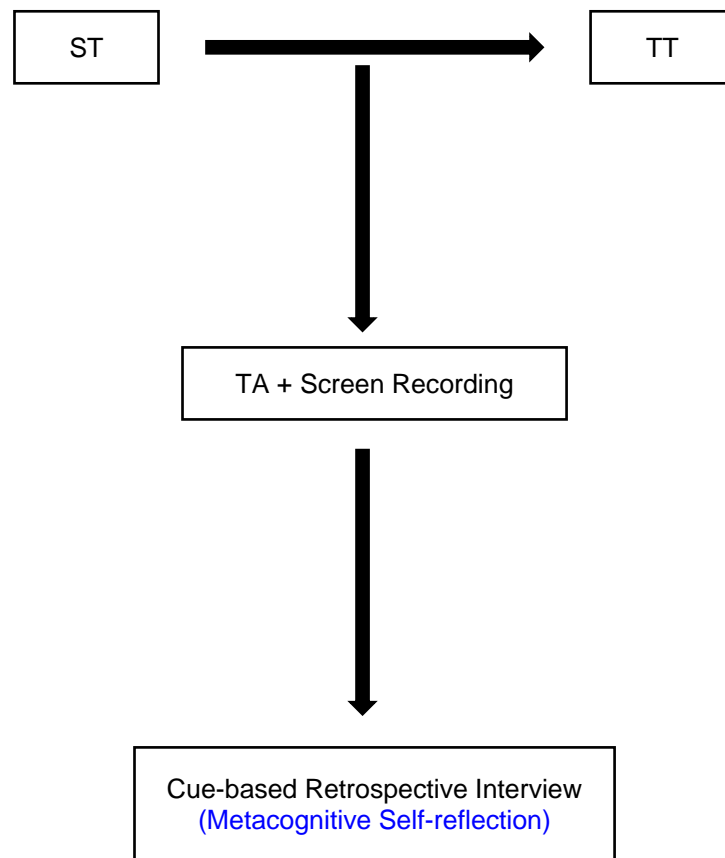 ST
TT
TA + Screen Recording
Cue-based Retrospective Interview
(Metacognitive Self-reflection)